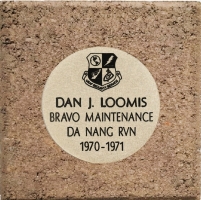 DAN J. LOOMIS
BRAVO MAINTENANCE
DA NANG RVN
1970-1971